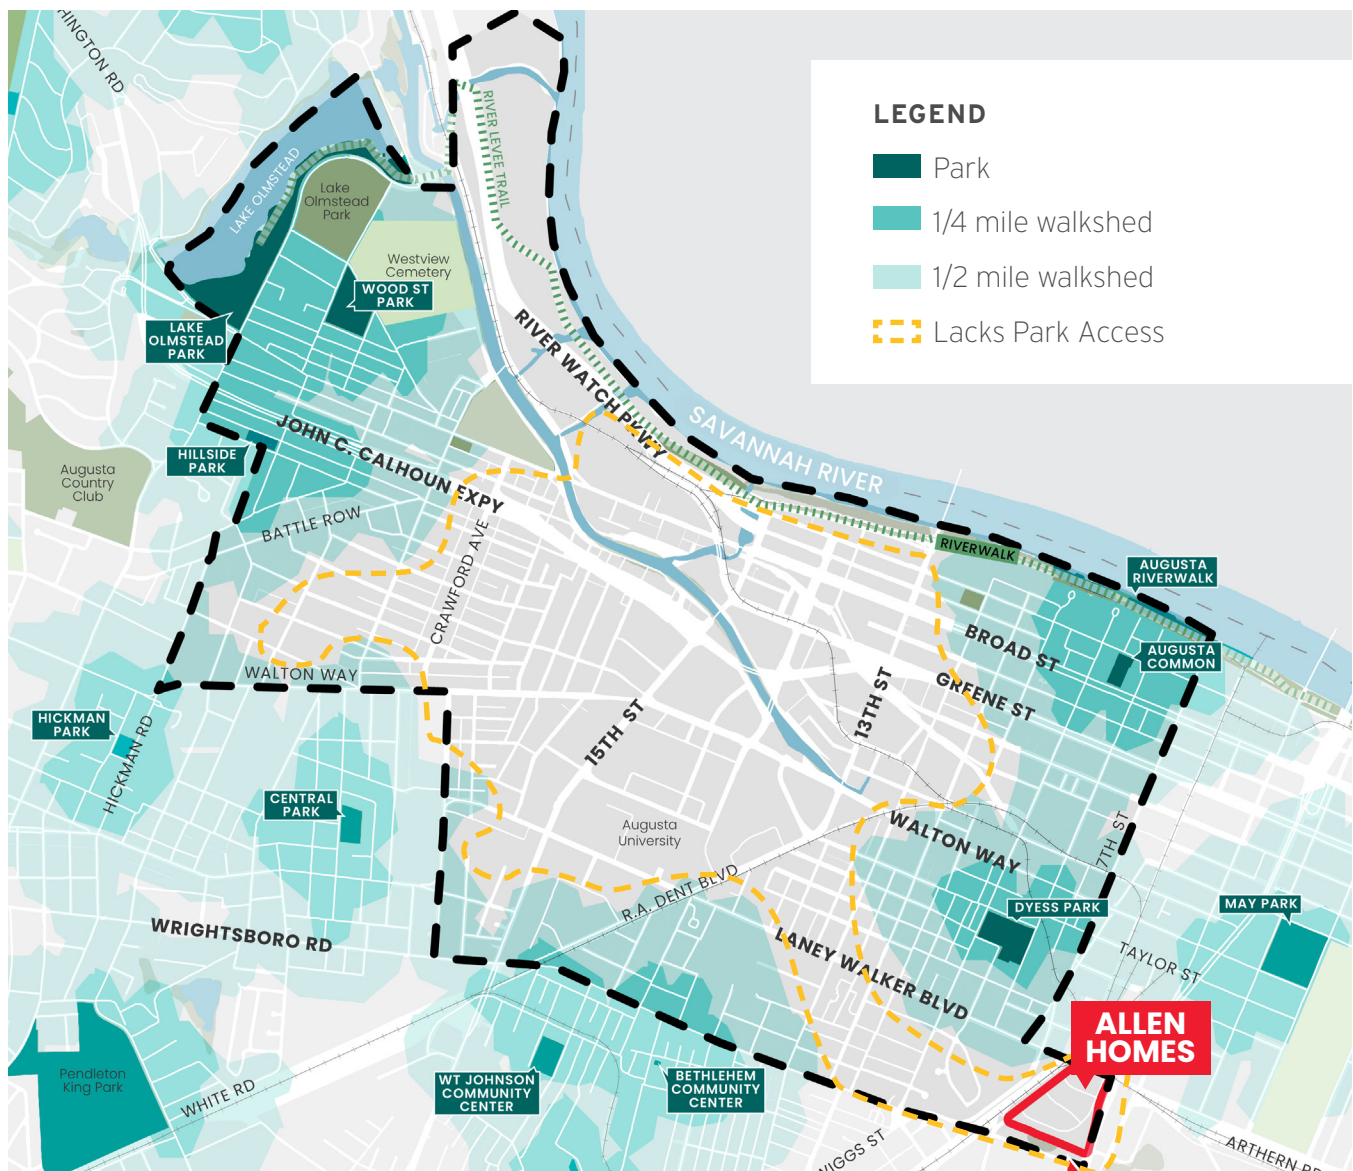 HINGTON RD
LEGEND
Park
1/4 mile walkshed
1/2 mile walkshed
Lacks Park Access
RIVER LEVEE TRAIL
LAKE OLMSTEAD
Lake
Olmstead
Park
Westview
Cemetery
WOOD ST
PARK
LAKE
OLMSTEAD
PARK
RIVER WATCH PKWY
SAVANNAH RIVER
JOHN C. CALHOUN EXPY
HILLSIDE
PARK
Augusta
Country
Club
BATTLE ROW
CRAWFORD AVE
RIVERWALK
AUGUSTA
RIVERWALK
BROAD ST
AUGUSTA
COMMON
GREENE ST
WALTON WAY
13TH ST
15TH ST
HICKMAN
PARK
HICKMAN RD
CENTRAL
PARK
Augusta
University
WALTON WAY
7TH ST
R.A. DENT BLVD
DYESS PARK
MAY PARK
WRIGHTSBORO RD
LANEY WALKER BLVD
TAYLOR ST
ALLEN
HOMES
Pendleton
King Park
WHITE RD
WT JOHNSON
COMMUNITY
CENTER
BETHLEHEM
COMMUNITY
CENTER
WIGGS ST
ARTHERN RD